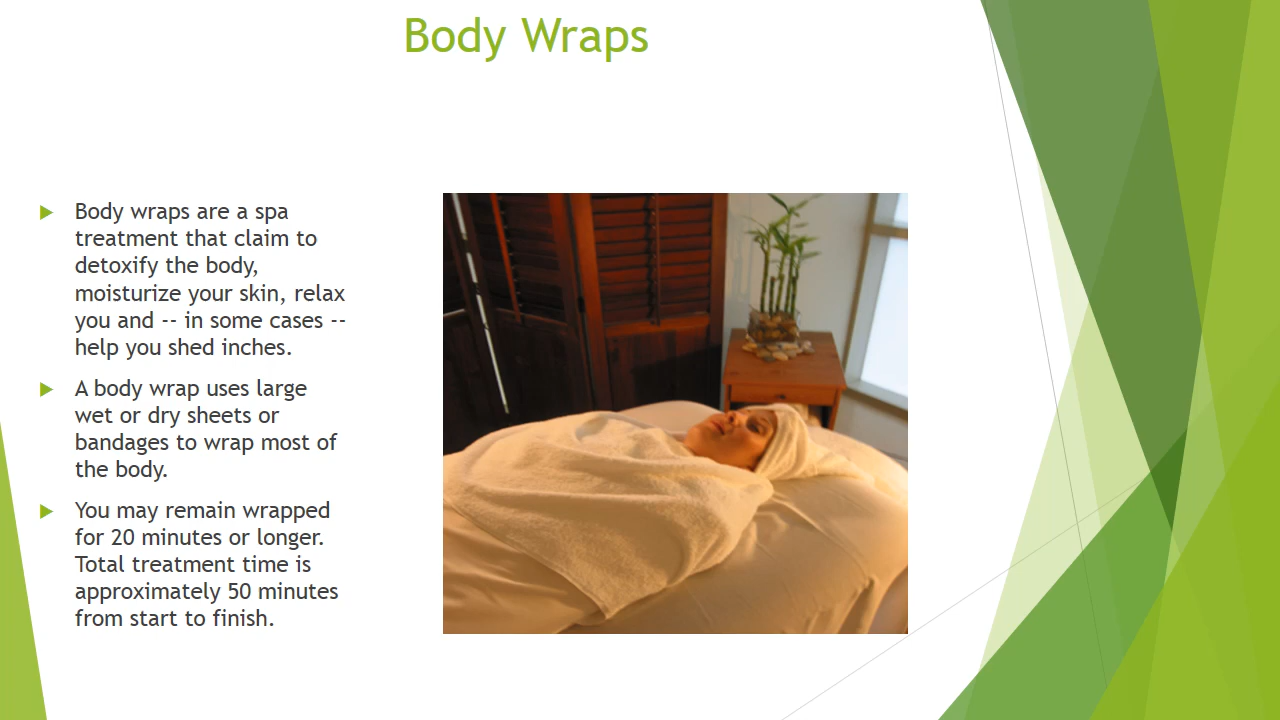 Body Wraps
Body wraps are a spa
treatment that claim to
detoxify the body,
moisturize your skin, relax
you and -- in some cases --
help you shed inches.
A body wrap uses large
wet or dry sheets or
bandages to wrap most of
the body.
You may remain wrapped
for 20 minutes or longer.
Total treatment time is
approximately 50 minutes
from start to finish.